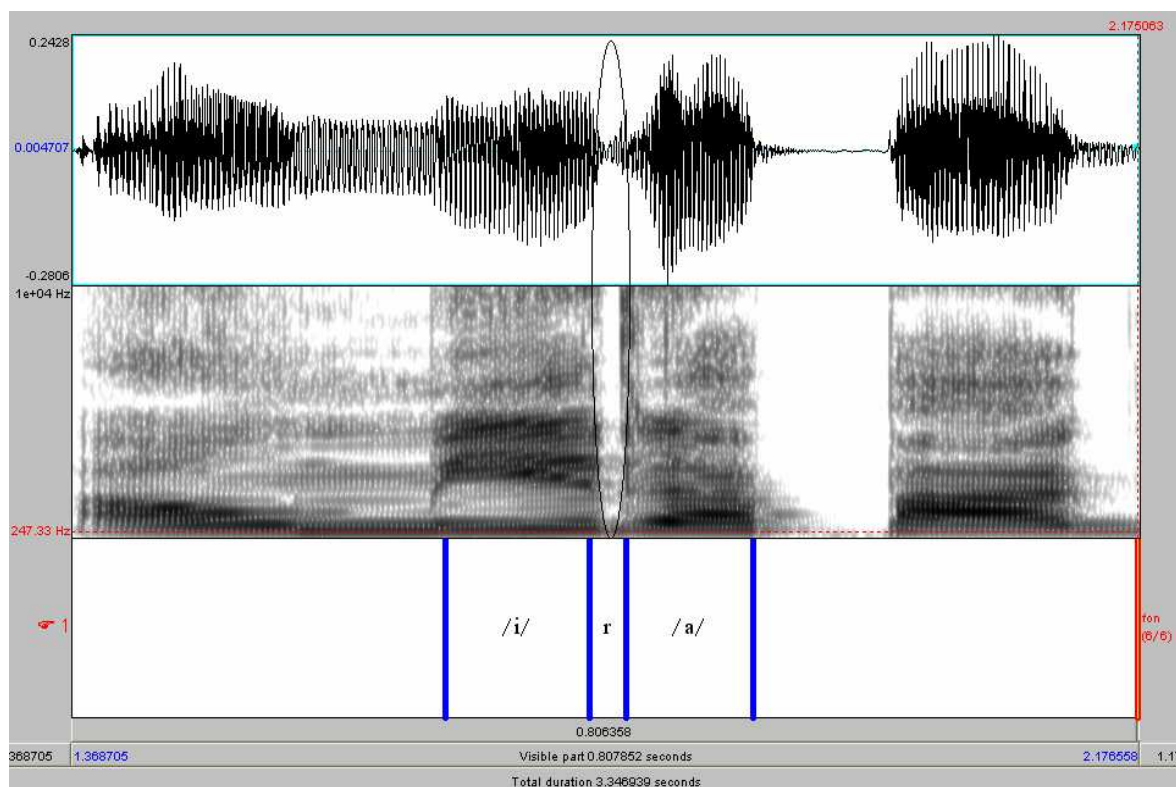 2.175063
0.2428
0.004707
-0.2806
1e+04 Hz
247.33 Hz
/i/ r /a/
1
fon
(6/6)
0.806358
368705 1.368705 Visible part 0.807852 seconds 2.176558 1.17
Total duration 3.346939 seconds